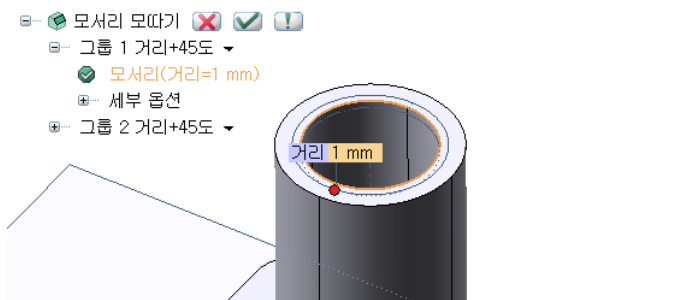 모서리 모따기
그룹 1 거리+45도
모서리(거리=1 mm)
세부 옵션
그룹 2 거리+45도
거리 1 mm